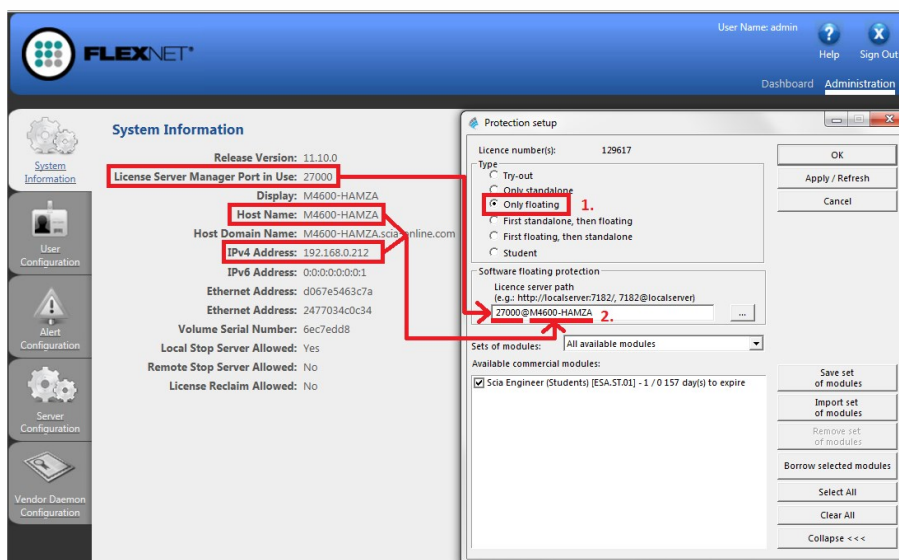 User Name: admin
FLEXNET
Help
Sign Out
Dashboard
Administration
System
Information
User
Configuration
Alert
Configuration
Server
Configuration
Vendor Daemon
Configuration
System Information
Release Version: 11.10.0
License Server Manager Port in Use: 27000
Display: M4600-HAMZA
Host Name: M4600-HAMZA
Host Domain Name: M4600-HAMZA.scia-online.com
IPv4 Address: 192.168.0.212
IPv6 Address: 0:0:0:0:0:0:0:1
Ethernet Address: d067e5463c7a
Ethernet Address: 2477034c0c34
Volume Serial Number: 6ec7edd8
Local Stop Server Allowed: Yes
Remote Stop Server Allowed: No
License Reclaim Allowed: No
Protection setup
Licence number(s): 129617
Type
Try-out
Only standalone
Only floating 1.
First standalone, then floating
First floating, then standalone
Student
Software floating protection
Licence server path
(e.g.: http://localserver:7182/, 7182@localserver)
27000@M4600-HAMZA 2.
...
Sets of modules: All available modules
Available commercial modules:
Scia Engineer (Students) [ESA.ST.01] - 1 / 0 157 day(s) to expire
OK
Apply / Refresh
Cancel
Save set
of modules
Import set
of modules
Remove set
of modules
Borrow selected modules
Select All
Clear All
Collapse <<<